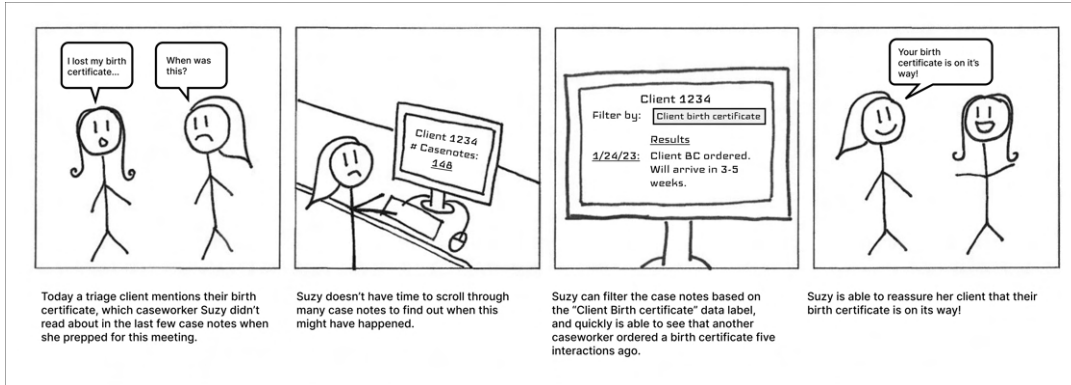 I lost my birth
certificate...
When was
this?
Today a triage client mentions their birth
certificate, which caseworker Suzy didn't
read about in the last few case notes when
she prepped for this meeting.
Client 1234
# Casenotes:
148
Suzy doesn't have time to scroll through
many case notes to find out when this
might have happened.
Client 1234
Filter by: Client birth certificate
Results
1/24/23: Client BC ordered.
Will arrive in 3-5
weeks.
Suzy can filter the case notes based on
the "Client Birth certificate" data label,
and quickly is able to see that another
caseworker ordered a birth certificate five
interactions ago.
Your birth
certificate is on it's
way!
Suzy is able to reassure her client that their
birth certificate is on its way!